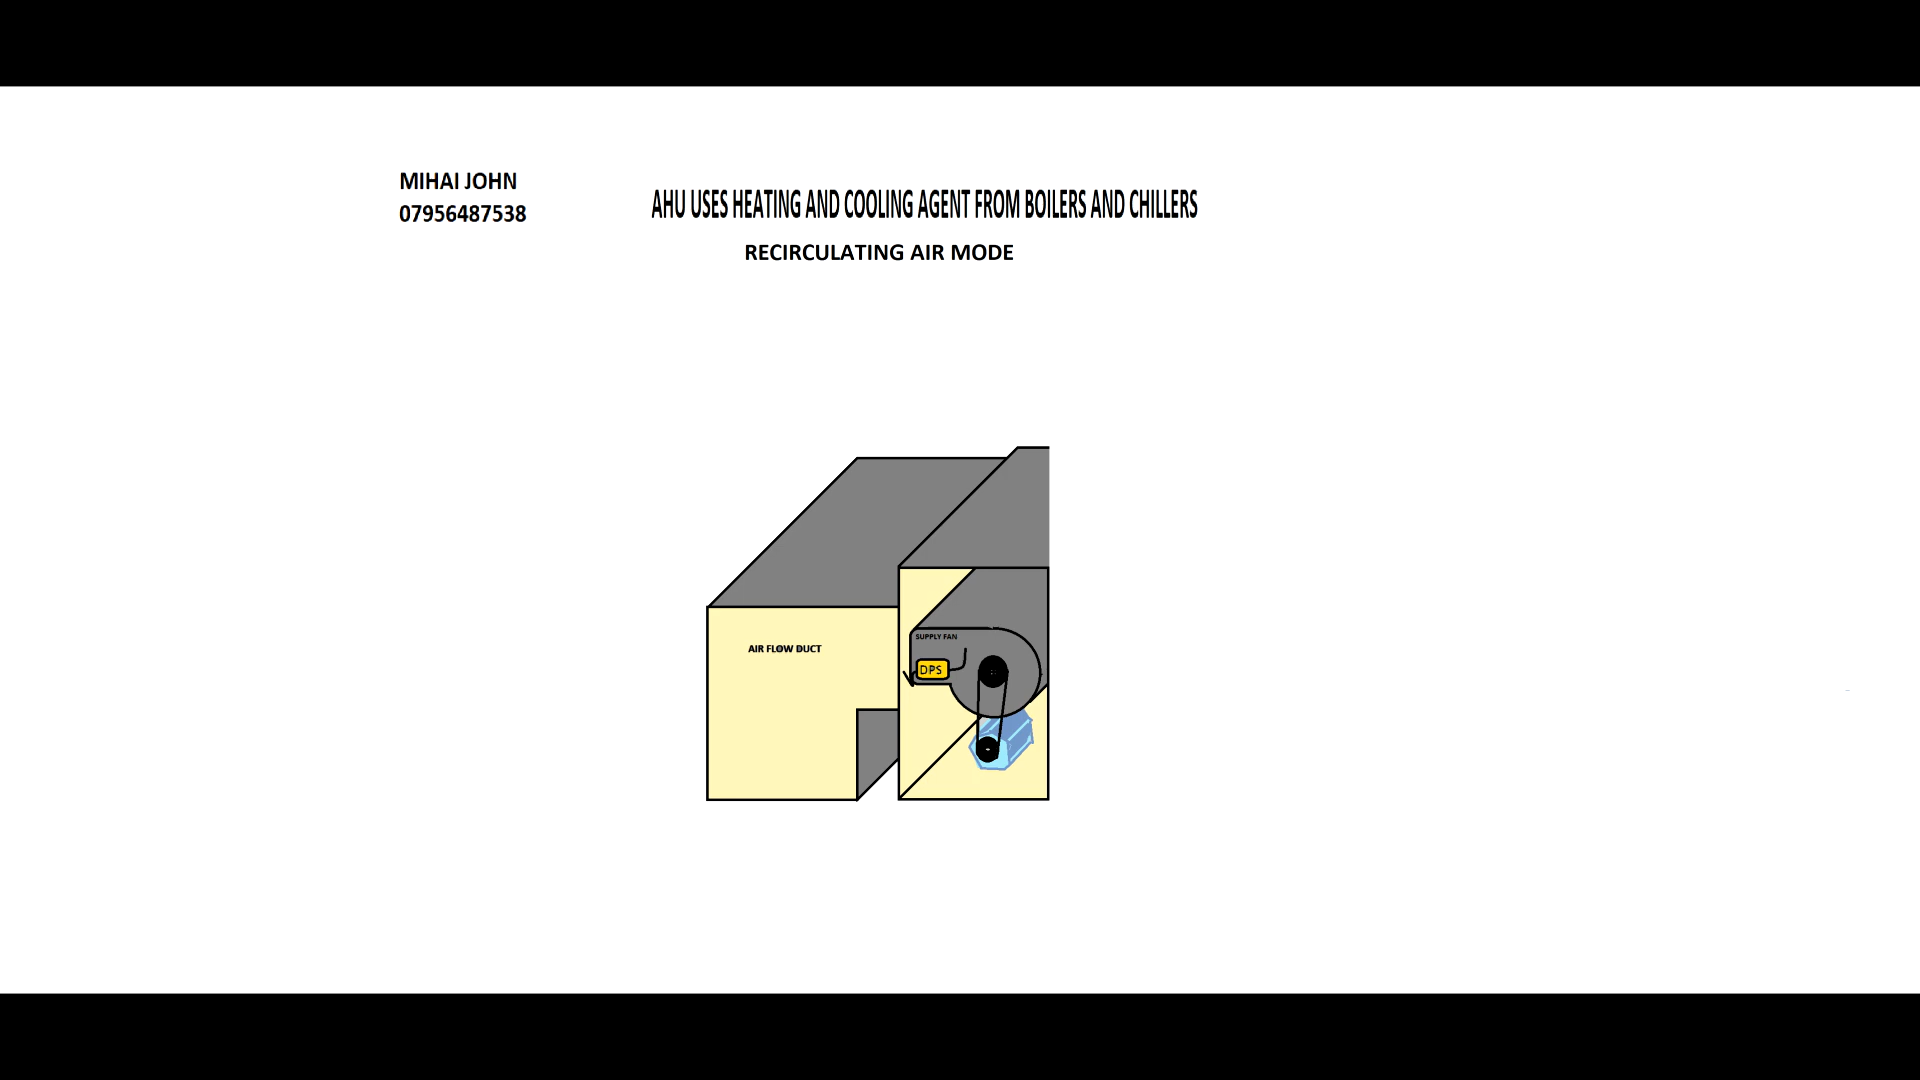 MIHAI JOHN
07956487538
AHU USES HEATING AND COOLING AGENT FROM BOILERS AND CHILLERS
RECIRCULATING AIR MODE
SUPPLY FAN
AIR FLOW DUCT
DPS